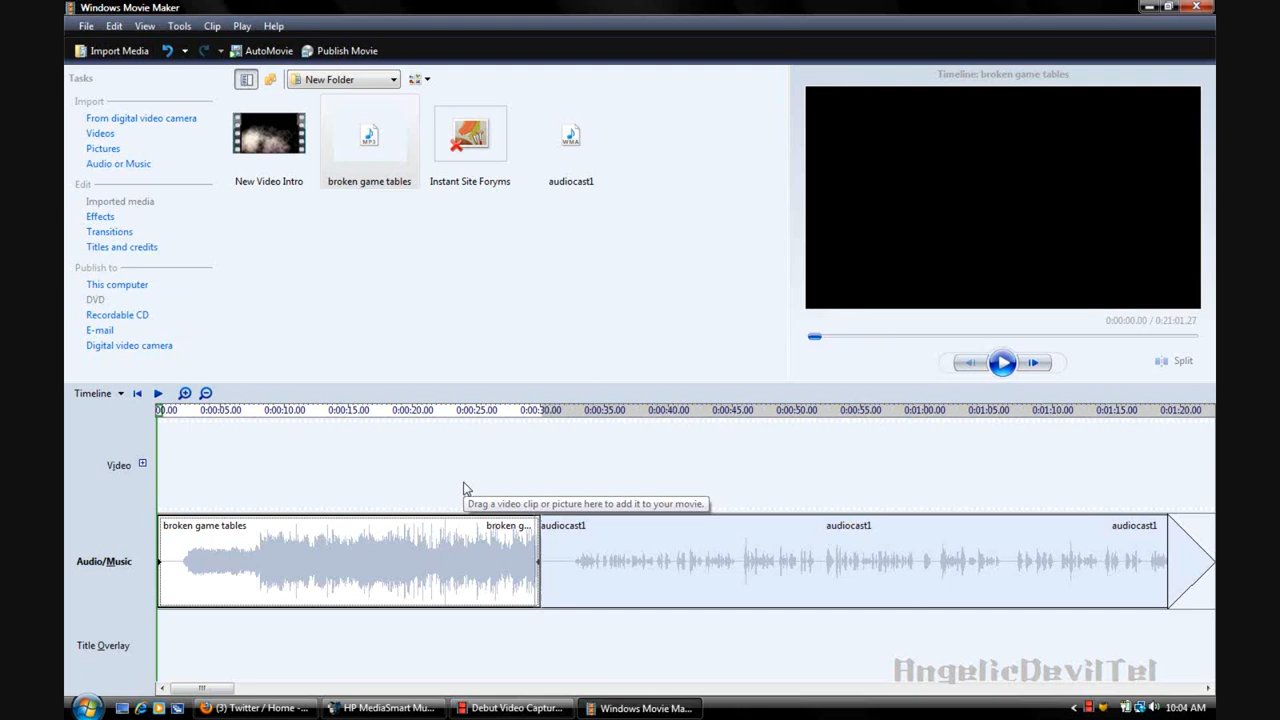 Windows Movie Maker
File Edit View Tools Clip Play Help
Import Media AutoMovie Publish Movie
Tasks
Import
From digital video camera
Videos
Pictures
Audio or Music
Edit
Imported media
Effects
Transitions
Titles and credits
Publish to
This computer
DVD
Recordable CD
E-mail
Digital video camera
New Folder
MP3
WMA
New Video Intro broken game tables Instant Site Foryms audiocast1
Timeline: broken game tables
0:00:00.00 / 0:21:01.27
Split
Timeline
00.00 0:00:05.00 0:00:10.00 0:00:15.00 0:00:20.00 0:00:25.00 0:00:30.00 0:00:35.00 0:00:40.00 0:00:45.00 0:00:50.00 0:00:55.00 0:01:00.00 0:01:05.00 0:01:10.00 0:01:15.00 0:01:20.00
Video
Drag a video clip or picture here to add it to your movie.
broken game tables broken g... audiocast1 audiocast1 audiocast1
Audio/Music
Title Overlay
AngelicDevilTel
(3) Twitter / Home -... HP MediaSmart Mu... Debut Video Captur... Windows Movie Ma... 10:04 AM